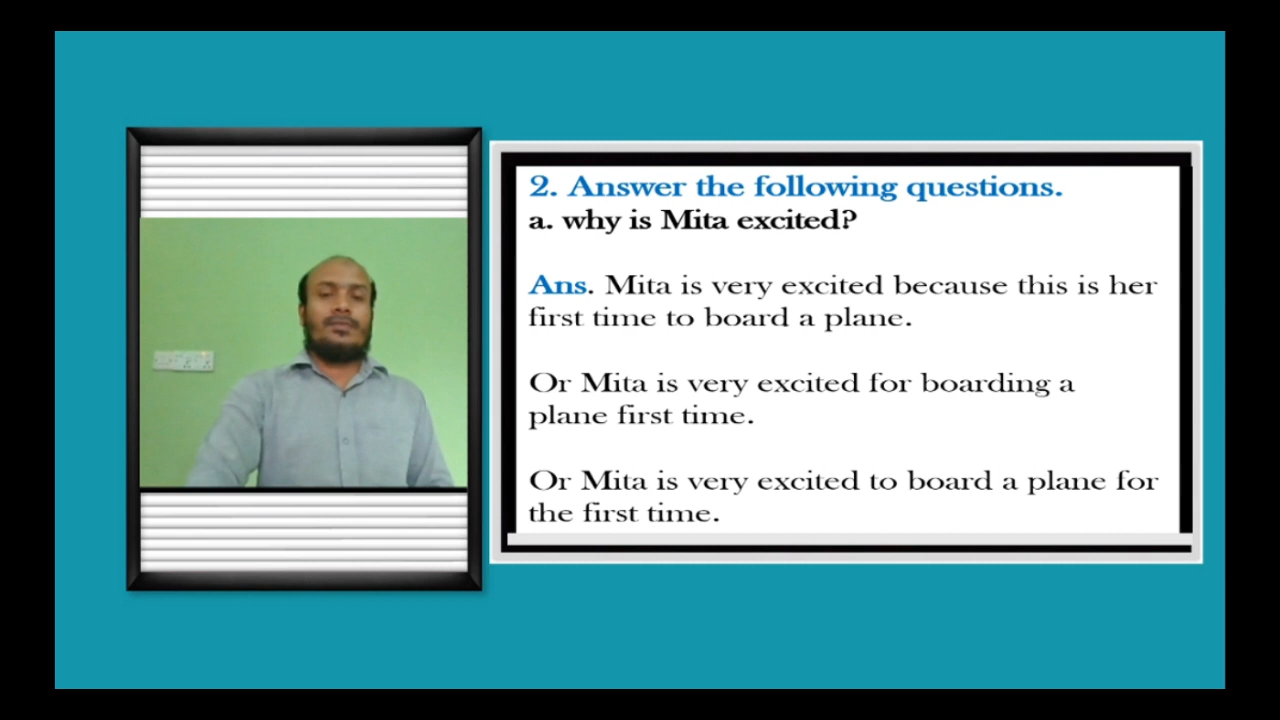 2. Answer the following questions.
a. why is Mita excited?
Ans. Mita is very excited because this is her
first time to board a plane.
Or Mita is very excited for boarding a
plane first time.
Or Mita is very excited to board a plane for
the first time.